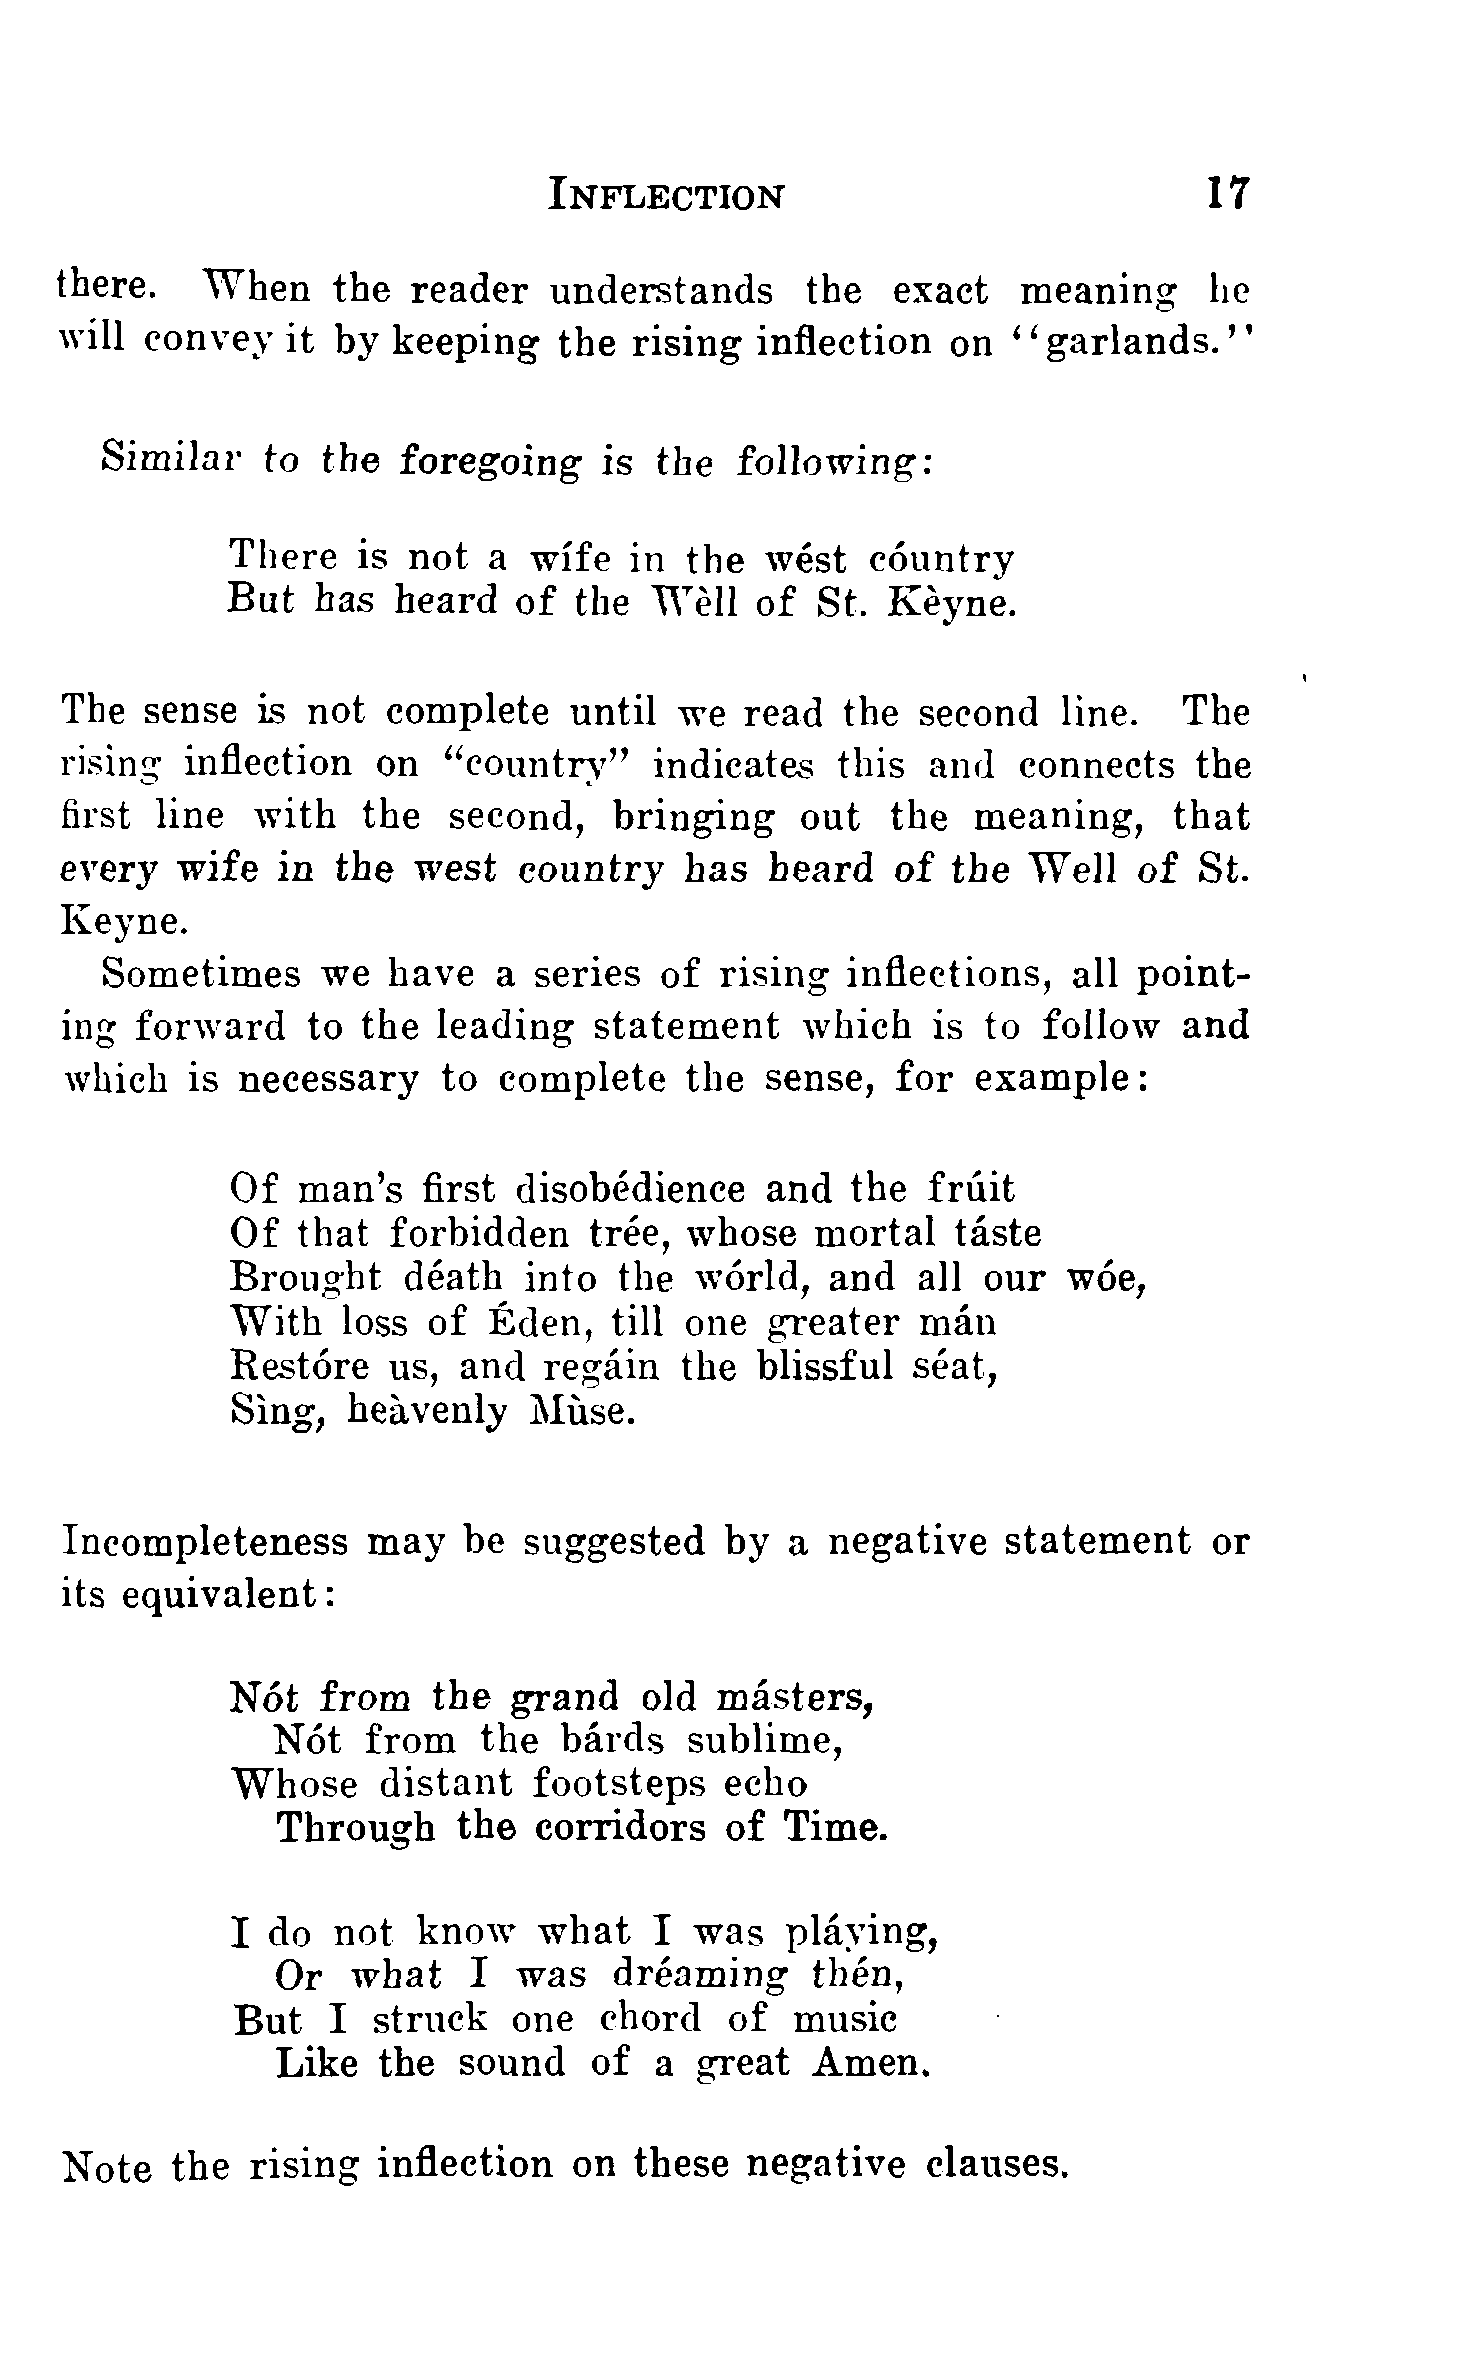 INFLECTION 17
there. When the reader understands the exact meaning he
will convey it by keeping the rising inflection on ‘‘garlands.’’
Similar to the foregoing is the following:
There is not a wífe in the wést cóuntry
But has heard of the Wèll of St. Kèyne.
The sense is not complete until we read the second line. The
rising inflection on “country” indicates this and connects the
first line with the second, bringing out the meaning, that
every wife in the west country has heard of the Well of St.
Keyne.
Sometimes we have a series of rising inflections, all point-
ing forward to the leading statement which is to follow and
which is necessary to complete the sense, for example:
Of man's first disobédience and the frúit
Of that forbidden trée, whose mortal táste
Brought déath into the wórld, and all our wóe,
With loss of Éden, till one greater mán
Restóre us, and regáin the blissful séat,
Sìng, heàvenly Mùse.
Incompleteness may be suggested by a negative statement or
its equivalent:
Nót from the grand old másters,
Nót from the bárds sublime,
Whose distant footsteps echo
Through the corridors of Time.
I do not know what I was pláying,
Or what I was dréaming thén,
But I struck one chord of music
Like the sound of a great Amen.
Note the rising inflection on these negative clauses.